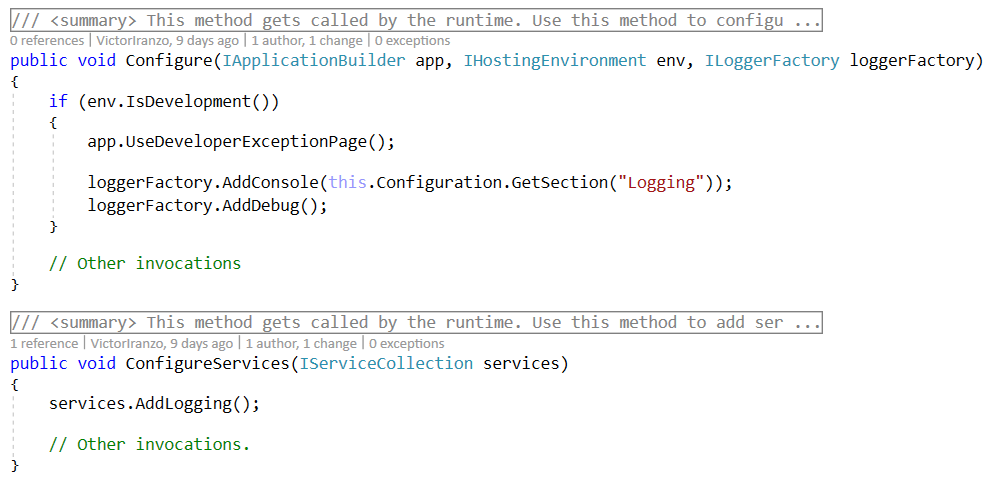 /// <summary> This method gets called by the runtime. Use this method to configu ...
0 references | VictorIranzo, 9 days ago | 1 author, 1 change | 0 exceptions
public void Configure(IApplicationBuilder app, IHostingEnvironment env, ILoggerFactory loggerFactory)
{
    if (env.IsDevelopment())
    {
        app.UseDeveloperExceptionPage();
        loggerFactory.AddConsole(this.Configuration.GetSection("Logging"));
        loggerFactory.AddDebug();
    }
    // Other invocations
}
/// <summary> This method gets called by the runtime. Use this method to add ser ...
1 reference | VictorIranzo, 9 days ago | 1 author, 1 change | 0 exceptions
public void ConfigureServices(IServiceCollection services)
{
    services.AddLogging();
    // Other invocations.
}